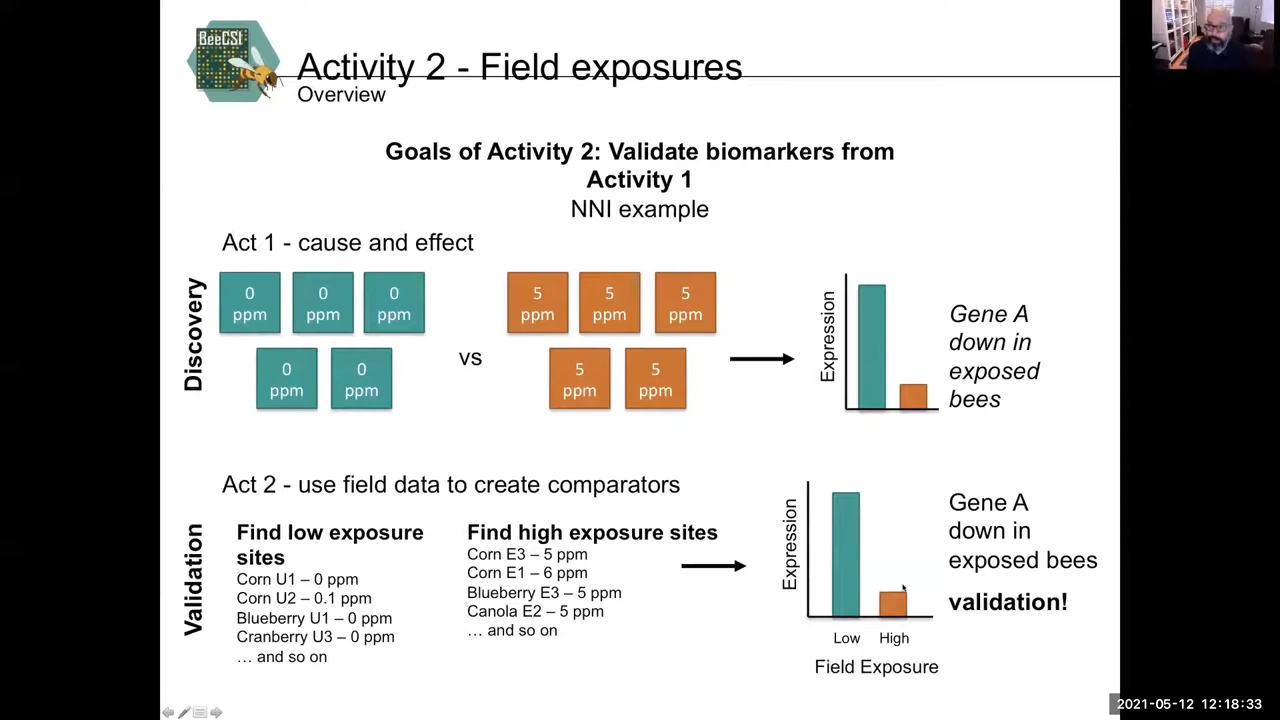 BeeCSI
Activity 2 - Field exposures
Overview
Goals of Activity 2: Validate biomarkers from
Activity 1
NNI example
Act 1 - cause and effect
Discovery
0
ppm
0
ppm
0
ppm
0
ppm
0
ppm
vs
5
ppm
5
ppm
5
ppm
5
ppm
5
ppm
Expression
Gene A
down in
exposed
bees
Act 2 - use field data to create comparators
Validation
Find low exposure
sites
Corn U1 – 0 ppm
Corn U2 – 0.1 ppm
Blueberry U1 – 0 ppm
Cranberry U3 – 0 ppm
… and so on
Find high exposure sites
Corn E3 – 5 ppm
Corn E1 – 6 ppm
Blueberry E3 – 5 ppm
Canola E2 – 5 ppm
… and so on
Expression
Low High
Field Exposure
Gene A
down in
exposed bees
validation!
2021-05-12 12:18:33